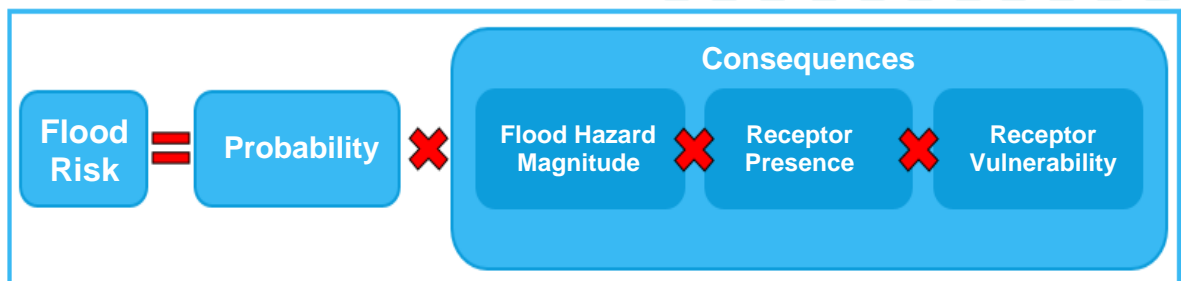 Consequences
Flood
Risk
=
Probability
×
Flood Hazard
Magnitude
×
Receptor
Presence
×
Receptor
Vulnerability